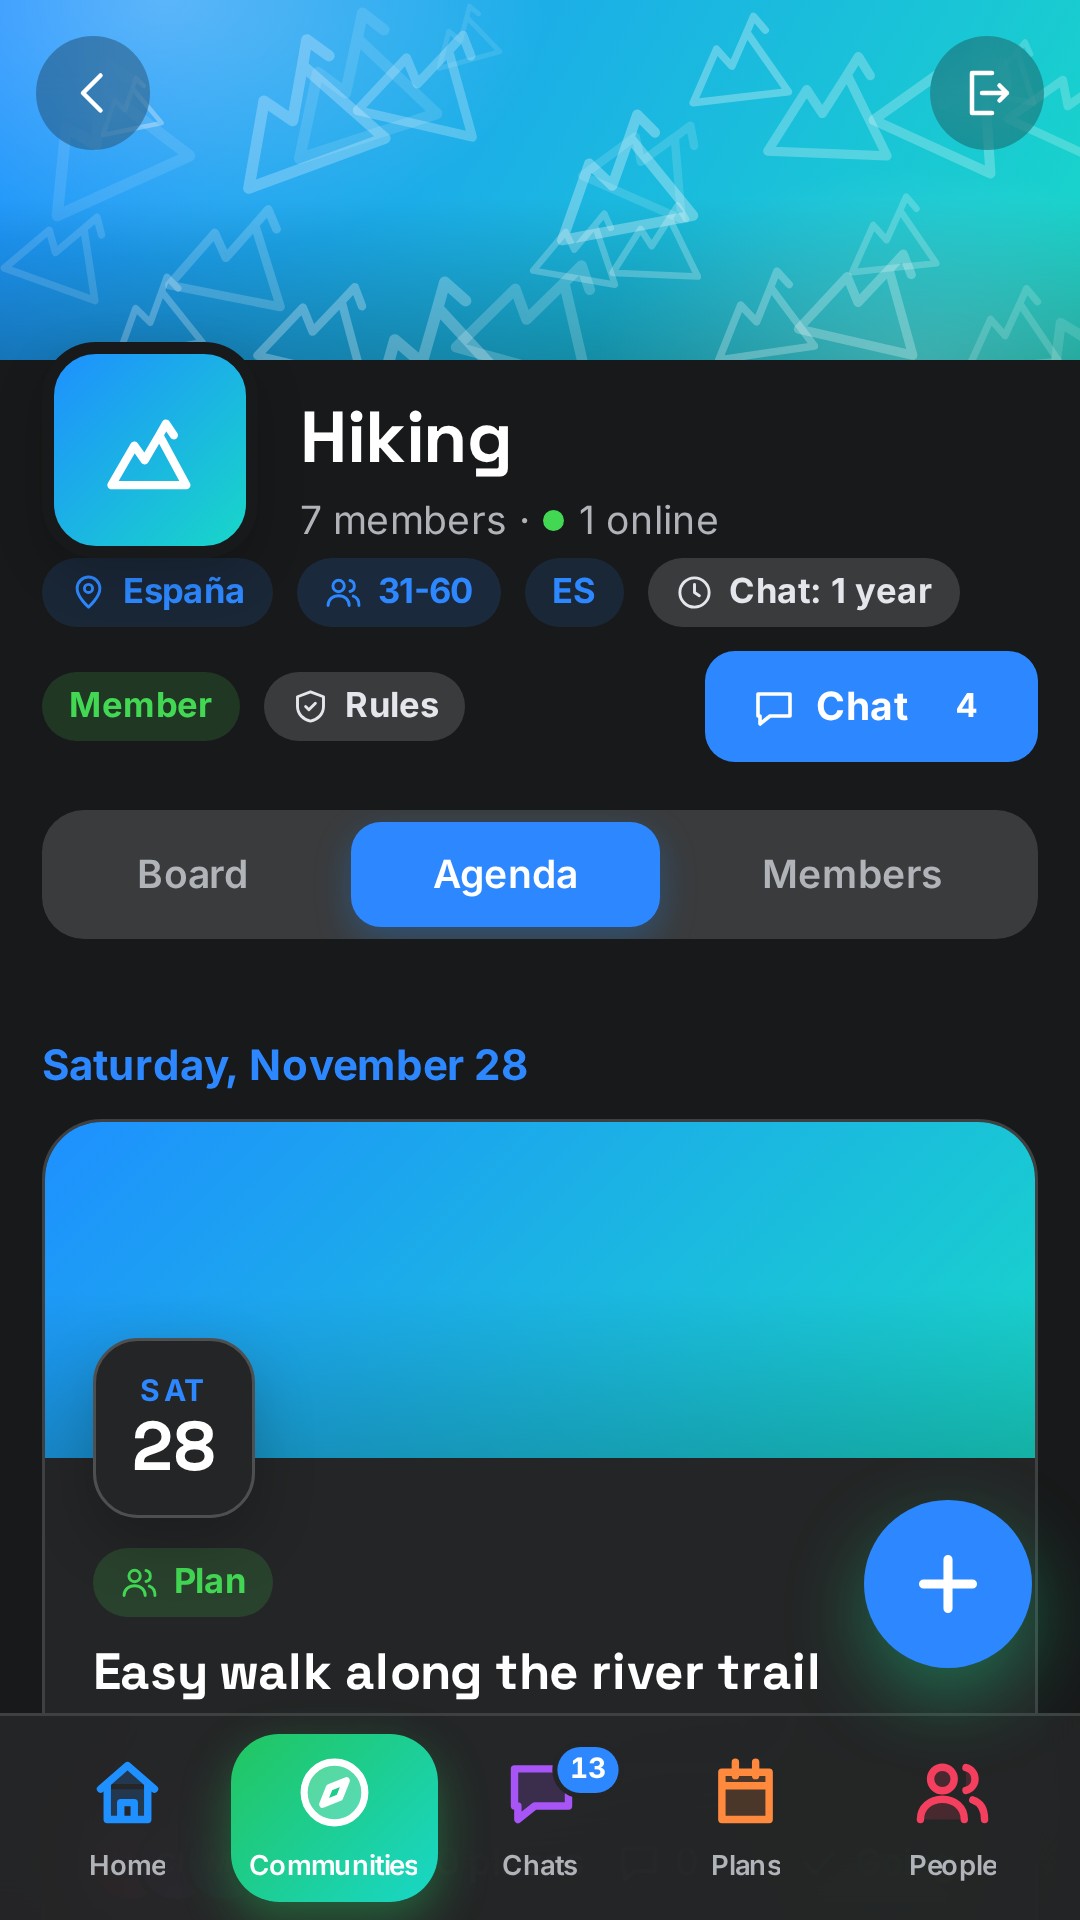 Hiking
7 members · 1 online
España
31-60
ES
Chat: 1 year
Member
Rules
Chat 4
Board
Agenda
Members
Saturday, November 28
SAT
28
Plan
Easy walk along the river trail
13
Home
Communities
Chats
Plans
People